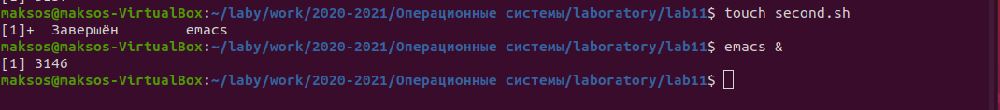 maksos@maksos-VirtualBox:~/laby/work/2020-2021/Операционные системы/laboratory/lab11$ touch second.sh
[1]+  Завершён        emacs
maksos@maksos-VirtualBox:~/laby/work/2020-2021/Операционные системы/laboratory/lab11$ emacs &
[1] 3146
maksos@maksos-VirtualBox:~/laby/work/2020-2021/Операционные системы/laboratory/lab11$